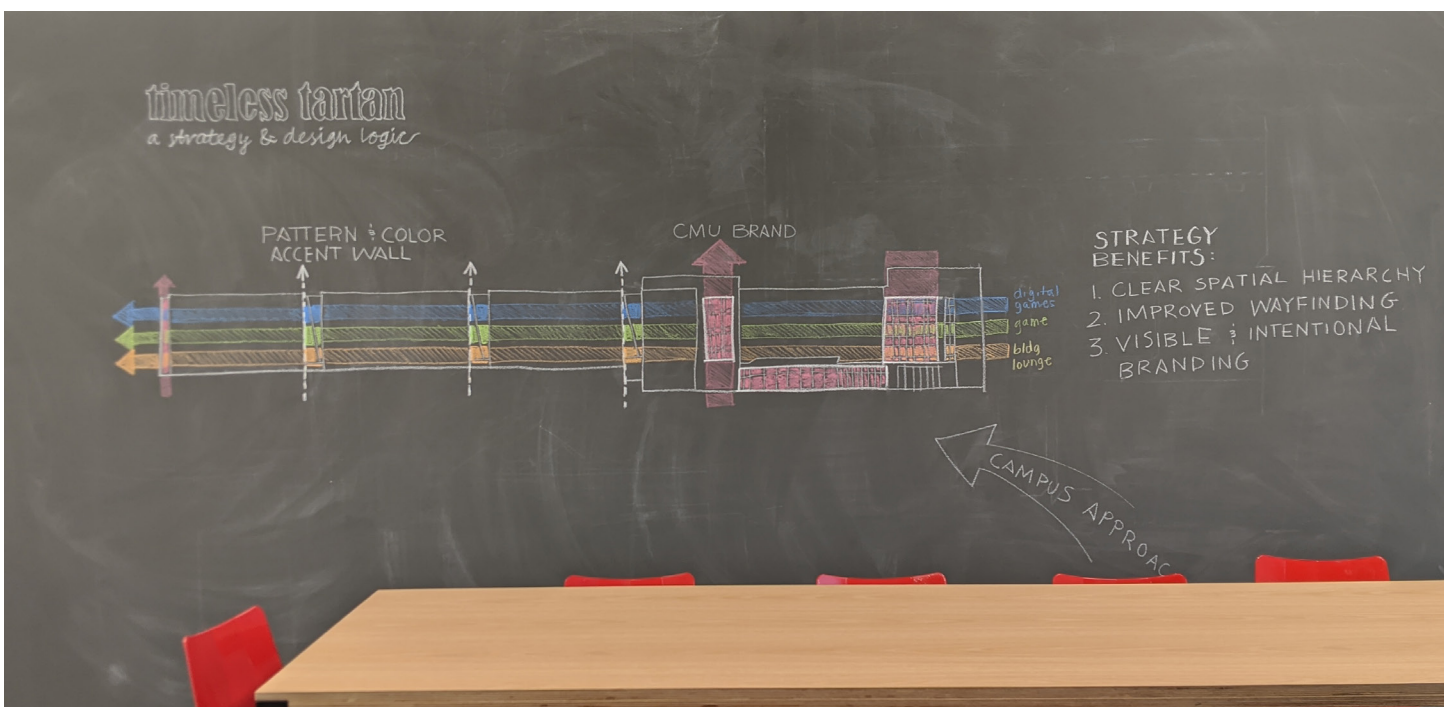 timeless tartan
a strategy & design logic
PATTERN & COLOR
ACCENT WALL
CMU BRAND
digital
games
game
bldg
lounge
STRATEGY
BENEFITS:
1. CLEAR SPATIAL HIERARCHY
2. IMPROVED WAYFINDING
3. VISIBLE & INTENTIONAL
BRANDING
CAMPUS APPROAC